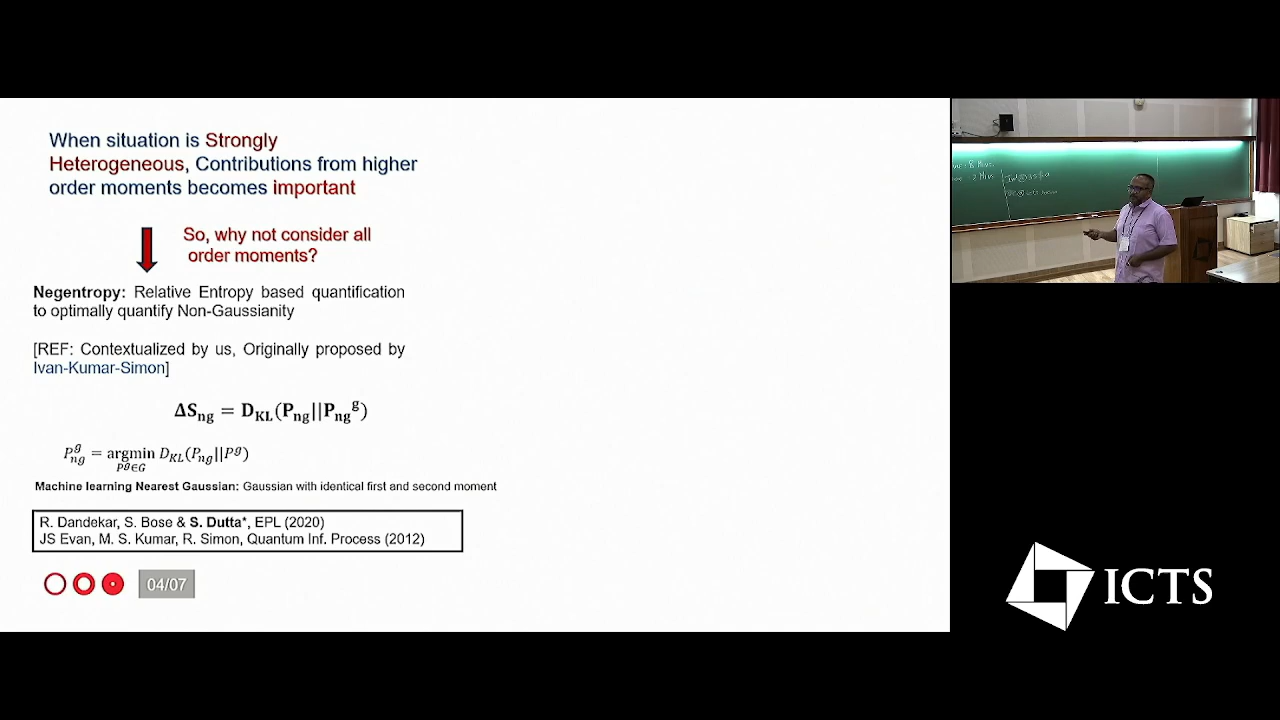 When situation is Strongly
Heterogeneous, Contributions from higher
order moments becomes important
So, why not consider all
order moments?
Negentropy: Relative Entropy based quantification
to optimally quantify Non-Gaussianity
[REF: Contextualized by us, Originally proposed by
Ivan-Kumar-Simon]
ΔS_ng = D_KL(P_ng||P_ng^g)
P_ng^g = argmin D_KL(P_ng||P^g)
P^g∈G
Machine learning Nearest Gaussian: Gaussian with identical first and second moment
R. Dandekar, S. Bose & S. Dutta*, EPL (2020)
JS Evan, M. S. Kumar, R. Simon, Quantum Inf. Process (2012)
04/07
ICTS